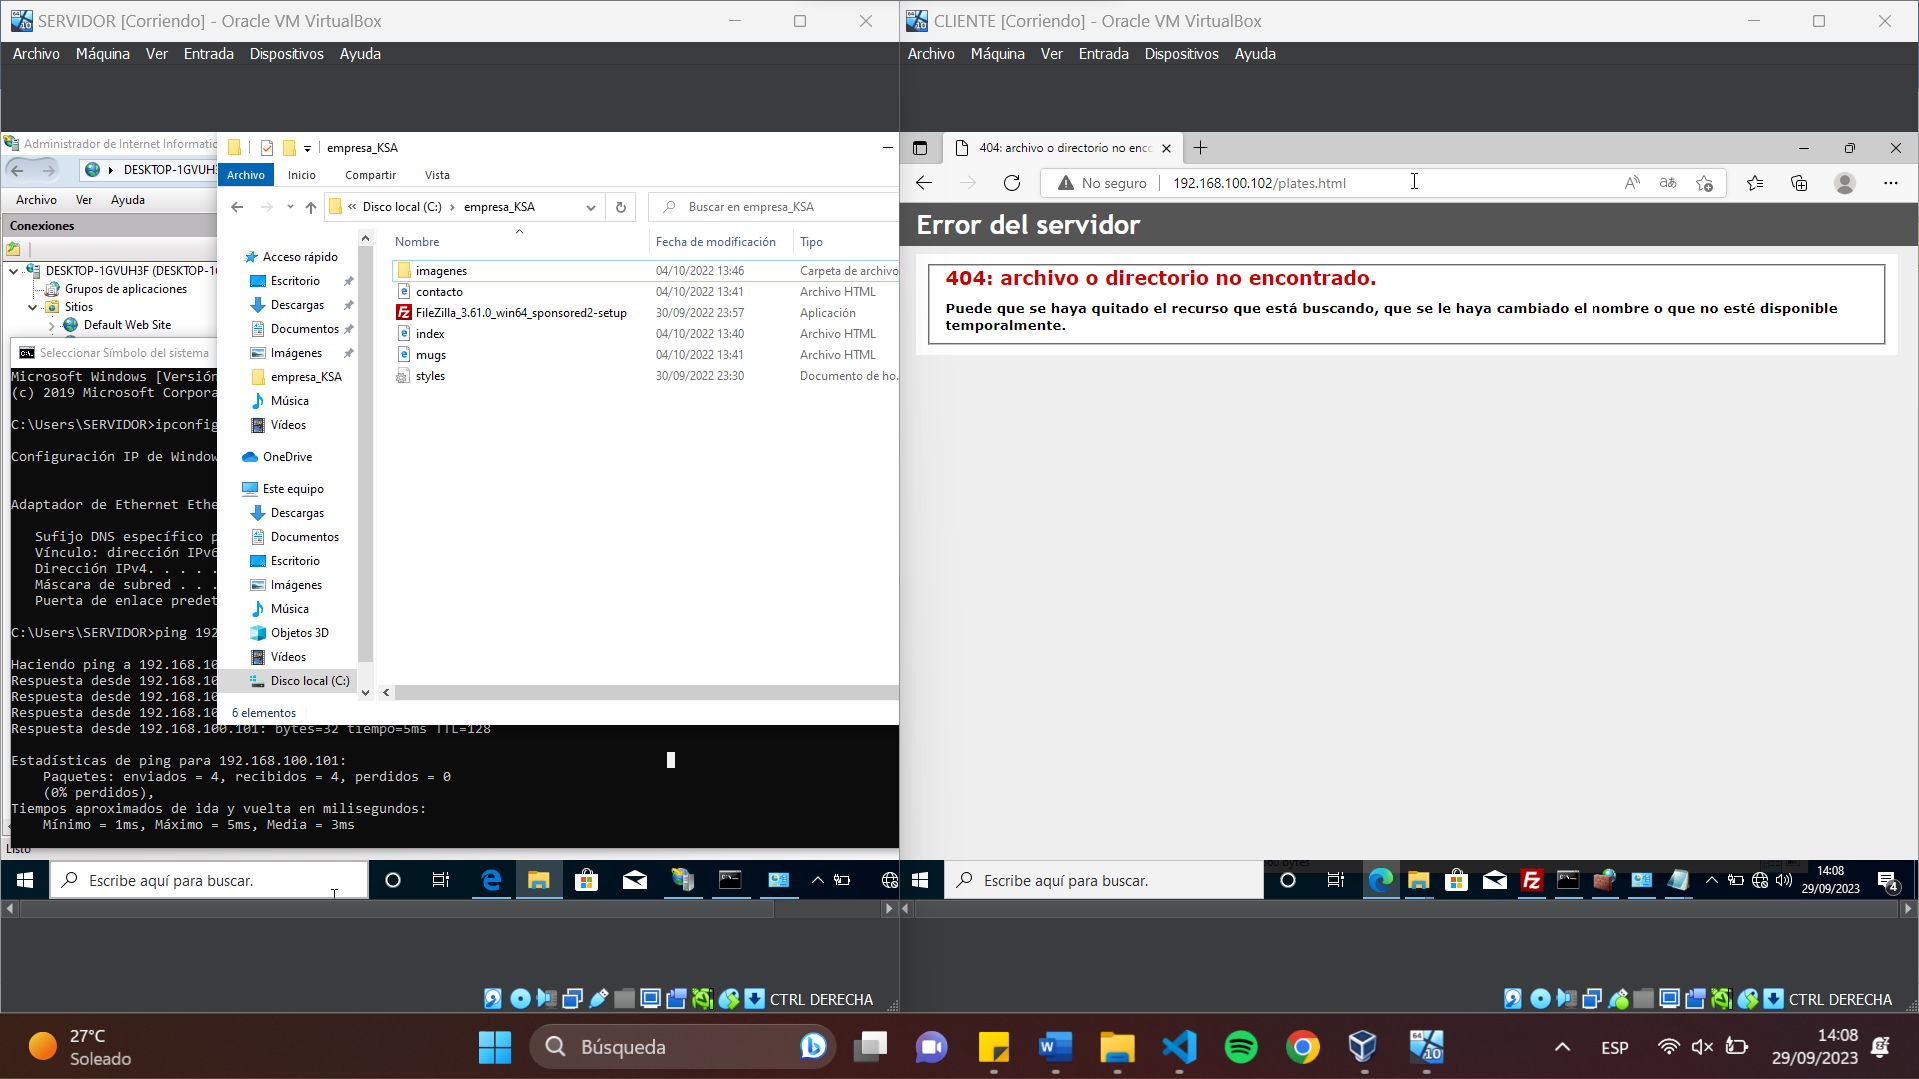 SERVIDOR [Corriendo] - Oracle VM VirtualBox
Archivo Máquina Ver Entrada Dispositivos Ayuda
Administrador de Internet Informatic
DESKTOP-1GVUH
Archivo Ver Ayuda
Conexiones
DESKTOP-1GVUH3F (DESKTOP-1
Grupos de aplicaciones
Sitios
Default Web Site
empresa_KSA
Archivo Inicio Compartir Vista
« Disco local (C:) › empresa_KSA
Buscar en empresa_KSA
Acceso rápido
Escritorio
Descargas
Documentos
Imágenes
empresa_KSA
Música
Vídeos
OneDrive
Este equipo
Descargas
Documentos
Escritorio
Imágenes
Música
Objetos 3D
Vídeos
Disco local (C:)
Nombre Fecha de modificación Tipo
imagenes 04/10/2022 13:46 Carpeta de archivo
contacto 04/10/2022 13:41 Archivo HTML
FileZilla_3.61.0_win64_sponsored2-setup 30/09/2022 23:57 Aplicación
index 04/10/2022 13:40 Archivo HTML
mugs 04/10/2022 13:41 Archivo HTML
styles 30/09/2022 23:30 Documento de ho.
6 elementos
Seleccionar Símbolo del sistema
Microsoft Windows [Versión
(c) 2019 Microsoft Corpora
C:\Users\SERVIDOR>ipconfig
Configuración IP de Window
Adaptador de Ethernet Ethe
Sufijo DNS específico p
Vínculo: dirección IPv6
Dirección IPv4. . . . .
Máscara de subred . . .
Puerta de enlace predet
C:\Users\SERVIDOR>ping 192
Haciendo ping a 192.168.10
Respuesta desde 192.168.10
Respuesta desde 192.168.10
Respuesta desde 192.168.10
Respuesta desde 192.168.100.101: bytes=32 tiempo=5ms TTL=128
Estadísticas de ping para 192.168.100.101:
Paquetes: enviados = 4, recibidos = 4, perdidos = 0
(0% perdidos),
Tiempos aproximados de ida y vuelta en milisegundos:
Mínimo = 1ms, Máximo = 5ms, Media = 3ms
Listo
Escribe aquí para buscar.
CTRL DERECHA
CLIENTE [Corriendo] - Oracle VM VirtualBox
Archivo Máquina Ver Entrada Dispositivos Ayuda
404: archivo o directorio no enc
No seguro 192.168.100.102/plates.html
Error del servidor
404: archivo o directorio no encontrado.
Puede que se haya quitado el recurso que está buscando, que se le haya cambiado el nombre o que no esté disponible
temporalmente.
Escribe aquí para buscar.
14:08
29/09/2023
4
CTRL DERECHA
27°C
Soleado
Búsqueda
ESP
14:08
29/09/2023